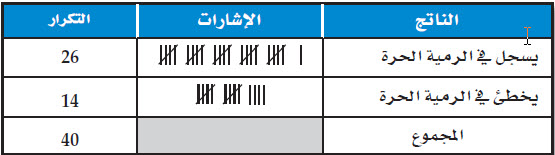 الناتج الإشارات التكرار
يسجل في الرمية الحرة 26
يخطئ في الرمية الحرة 14
المجموع 40